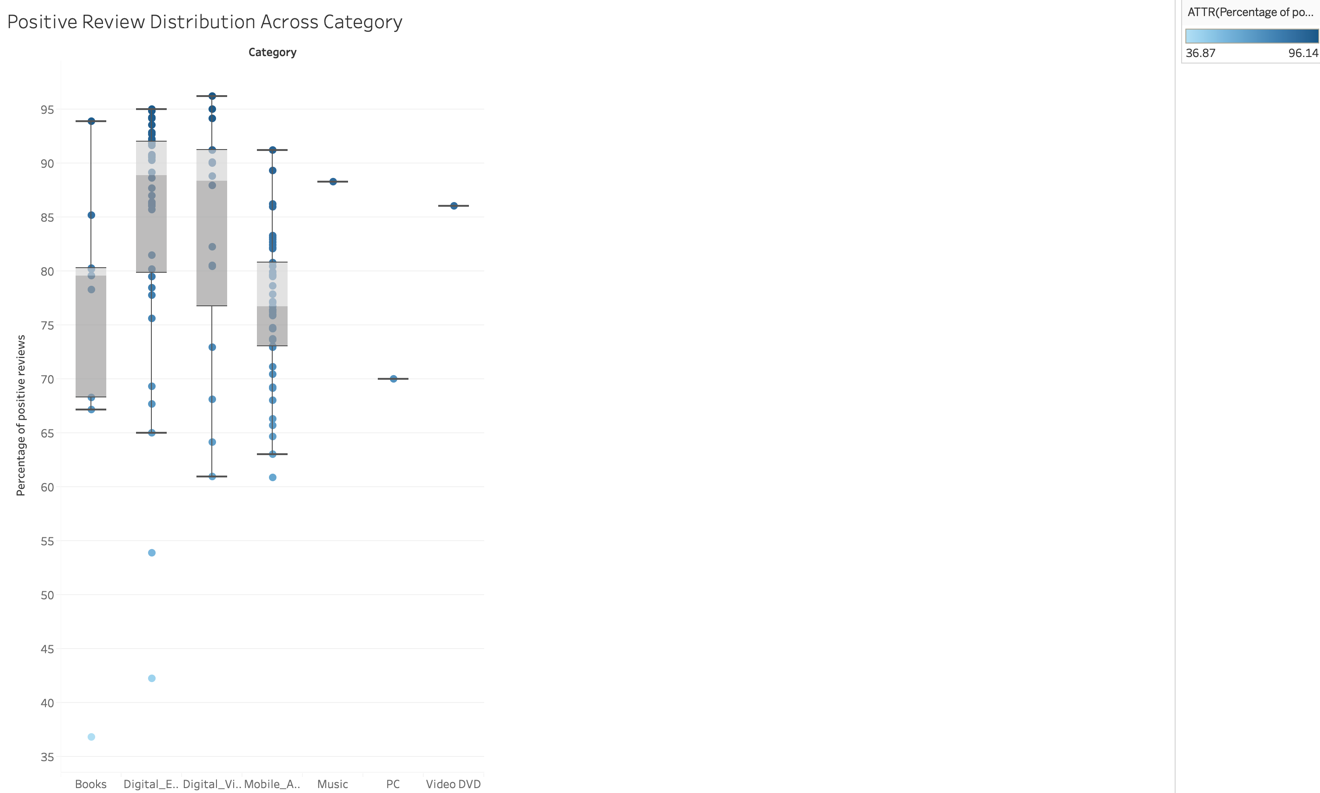 Positive Review Distribution Across Category
ATTR(Percentage of po...
36.87 96.14
Category
Percentage of positive reviews
95
90
85
80
75
70
65
60
55
50
45
40
35
Books Digital_E.. Digital_Vi.. Mobile_A.. Music PC Video DVD